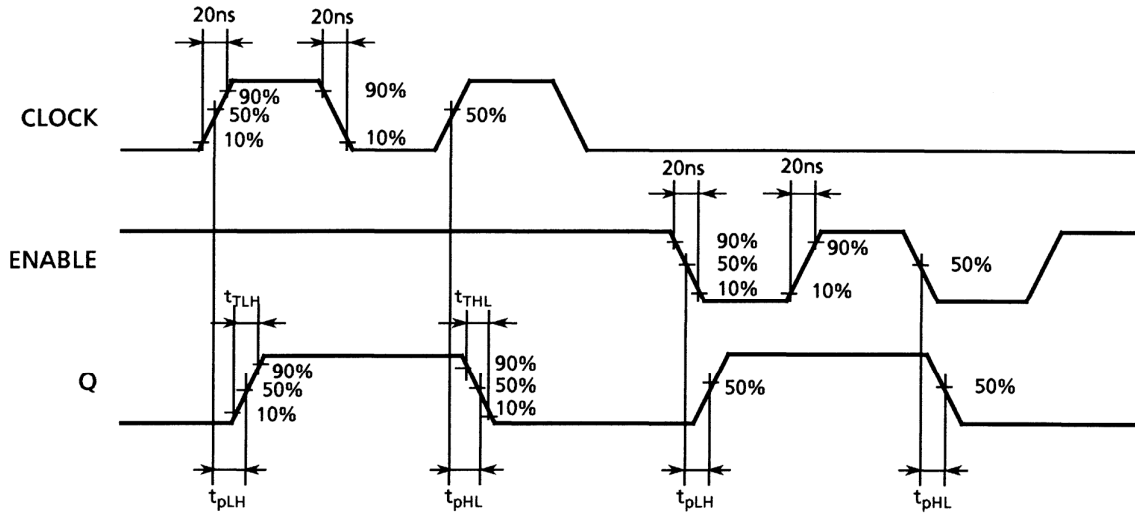 20ns 20ns
CLOCK
90% 90%
50% 50%
10% 10%
20ns 20ns
ENABLE
90% 90%
50% 50%
10% 10%
tTLH tTHL
Q
90% 90%
50% 50% 50% 50%
10% 10%
tpLH tpHL tpLH tpHL